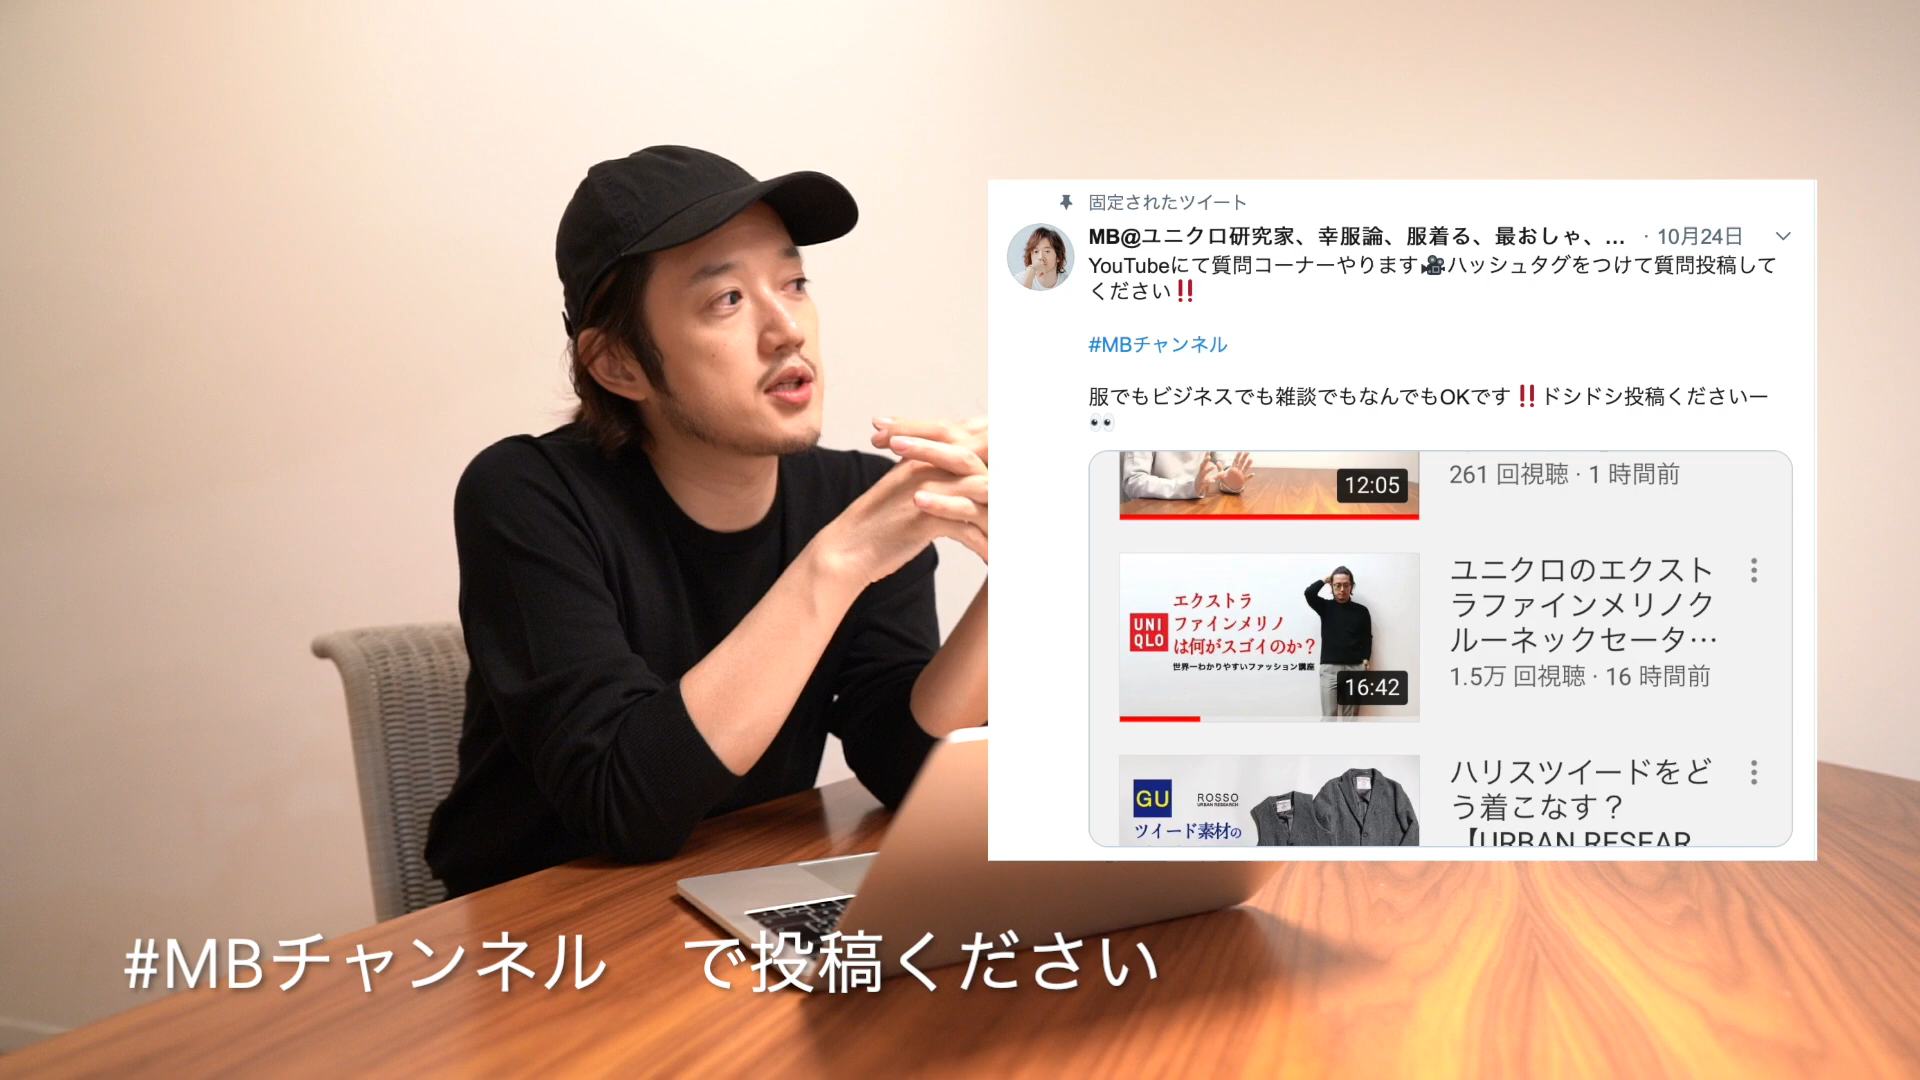 固定されたツイート
MB@ユニクロ研究家、幸服論、服着る、最おしゃ、... · 10月24日
YouTubeにて質問コーナーやります🎥ハッシュタグをつけて質問投稿して
ください‼️
#MBチャンネル
服でもビジネスでも雑談でもなんでもOKです‼️ドシドシ投稿くださいー
👀
12:05
261 回視聴 · 1 時間前
UNI
QLO
エクストラ
ファインメリノ
は何がスゴイのか？
世界一わかりやすいファッション講座
16:42
ユニクロのエクスト
ラファインメリノク
ルーネックセータ…
1.5万 回視聴 · 16 時間前
GU
ROSSO
URBAN RESEARCH
ツイード素材の
ハリスツイードをど
う着こなす？
【URBAN RESEAR
#MBチャンネル　で投稿ください